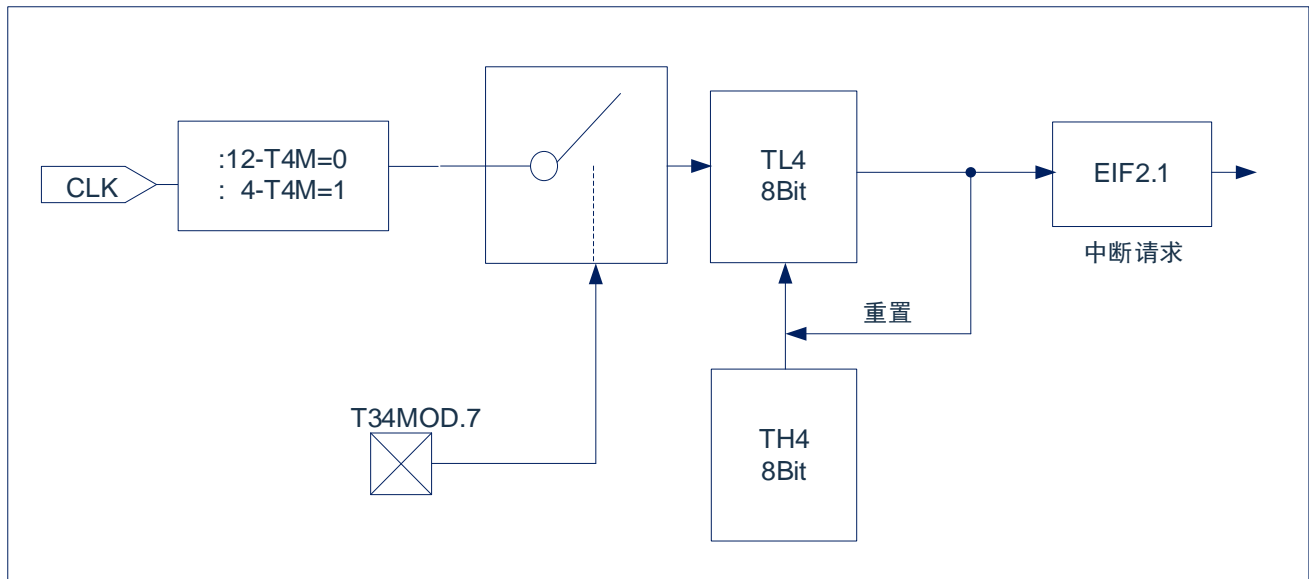 CLK
:12-T4M=0
: 4-T4M=1
TL4
8Bit
EIF2.1
中断请求
重置
T34MOD.7
TH4
8Bit